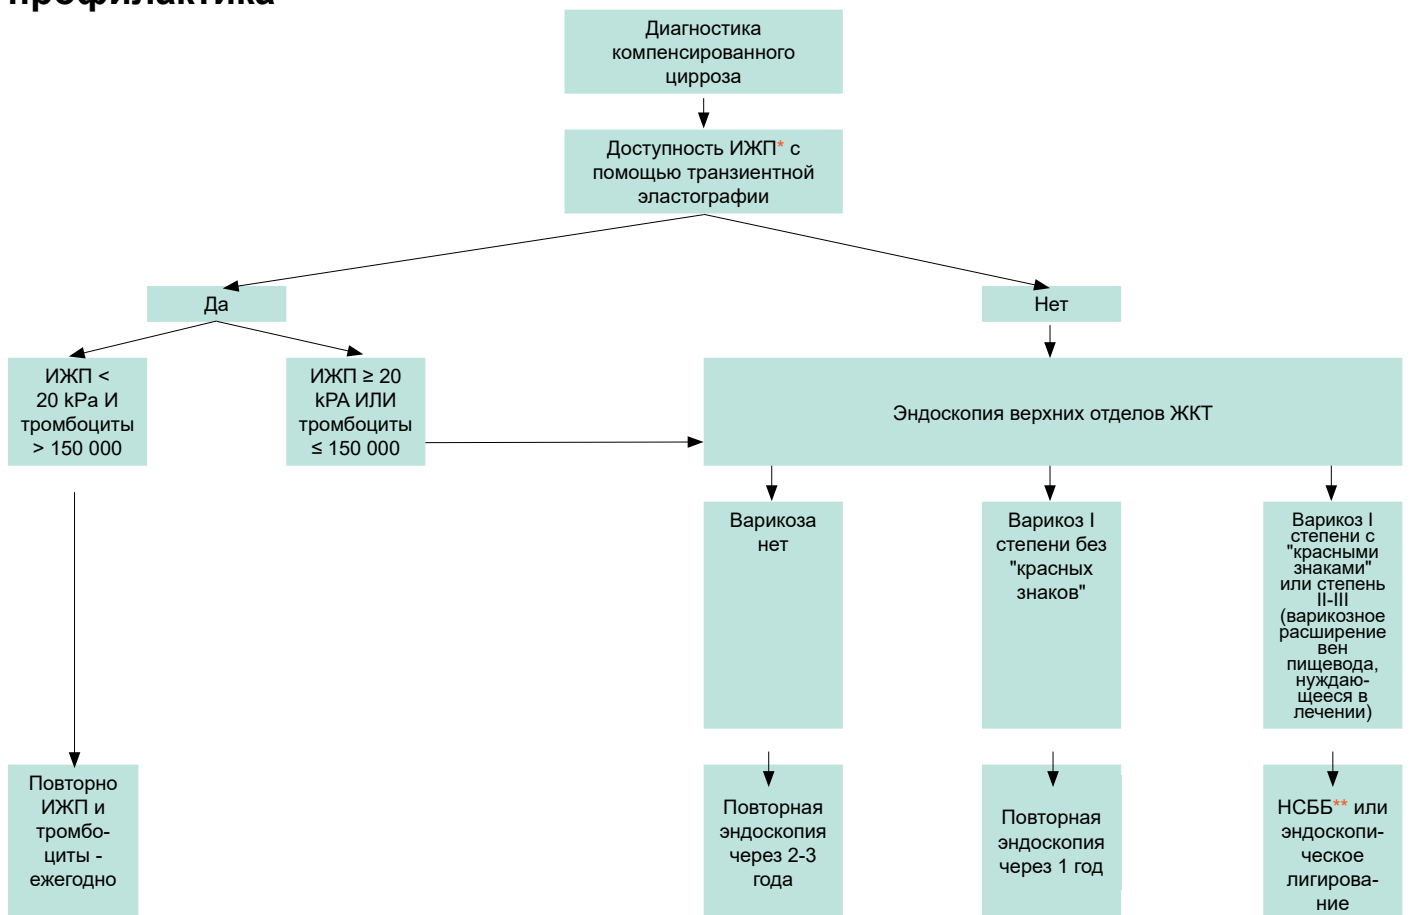 профилактика
Диагностика
компенсированного
цирроза
Доступность ИЖП* с
помощью транзиентной
эластографии
Да
Нет
ИЖП <
20 kPa И
тромбоциты
> 150 000
ИЖП ≥ 20
kPA ИЛИ
тромбоциты
≤ 150 000
Эндоскопия верхних отделов ЖКТ
Варикоза
нет
Варикоз I
степени без
"красных
знаков"
Варикоз I
степени с
"красными
знаками"
или степень
II-III
(варикозное
расширение
вен
пищевода,
нуждаю-
щееся в
лечении)
Повторно
ИЖП и
тромбо-
циты -
ежегодно
Повторная
эндоскопия
через 2-3
года
Повторная
эндоскопия
через 1 год
НСББ** или
эндоскопи-
ческое
лигирова-
ние